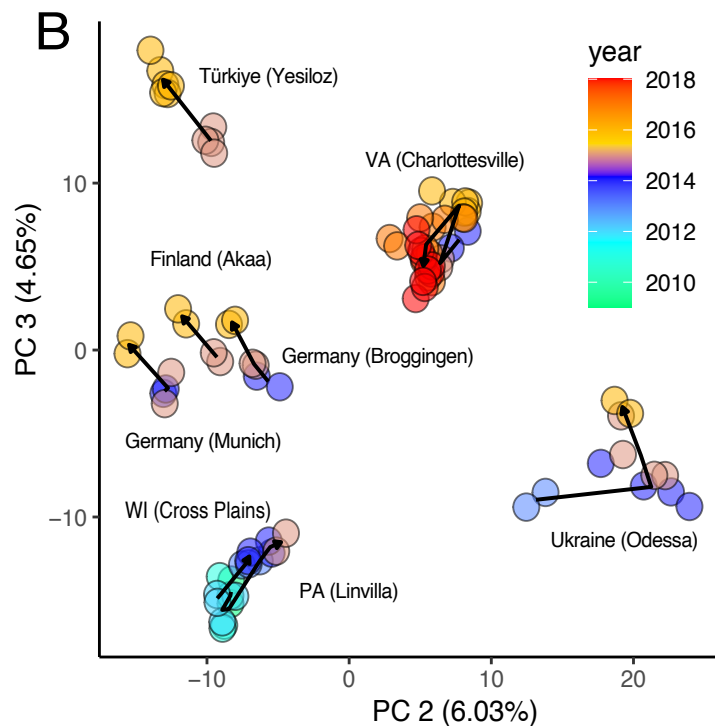 B
year
2018
2016
2014
2012
2010
Türkiye (Yesiloz)
VA (Charlottesville)
Finland (Akaa)
Germany (Broggingen)
Germany (Munich)
WI (Cross Plains)
PA (Linvilla)
Ukraine (Odessa)
PC 3 (4.65%)
10
0
−10
−10
0
10
20
PC 2 (6.03%)